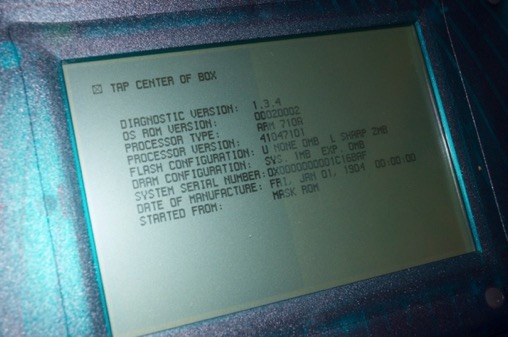 TAP CENTER OF BOX
DIAGNOSTIC VERSION: 1.3.4
OS ROM VERSION: 00020002
PROCESSOR TYPE: ARM 710A
PROCESSOR VERSION: 41047101
FLASH CONFIGURATION: U NONE 0MB L SHARP 2MB
DRAM CONFIGURATION: SYS. 1MB EXP. 0MB
SYSTEM SERIAL NUMBER:
DATE OF MANUFACTURE: FRI, JAN 01, 1904 00:00:00
STARTED FROM: MASK ROM